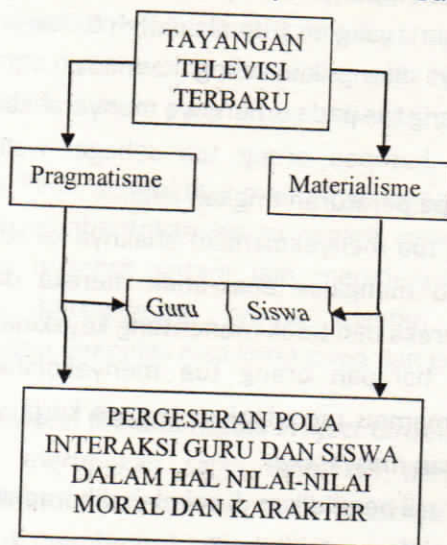 TAYANGAN
TELEVISI
TERBARU
Pragmatisme
Materialisme
Guru
Siswa
PERGESERAN POLA
INTERAKSI GURU DAN SISWA
DALAM HAL NILAI-NILAI
MORAL DAN KARAKTER